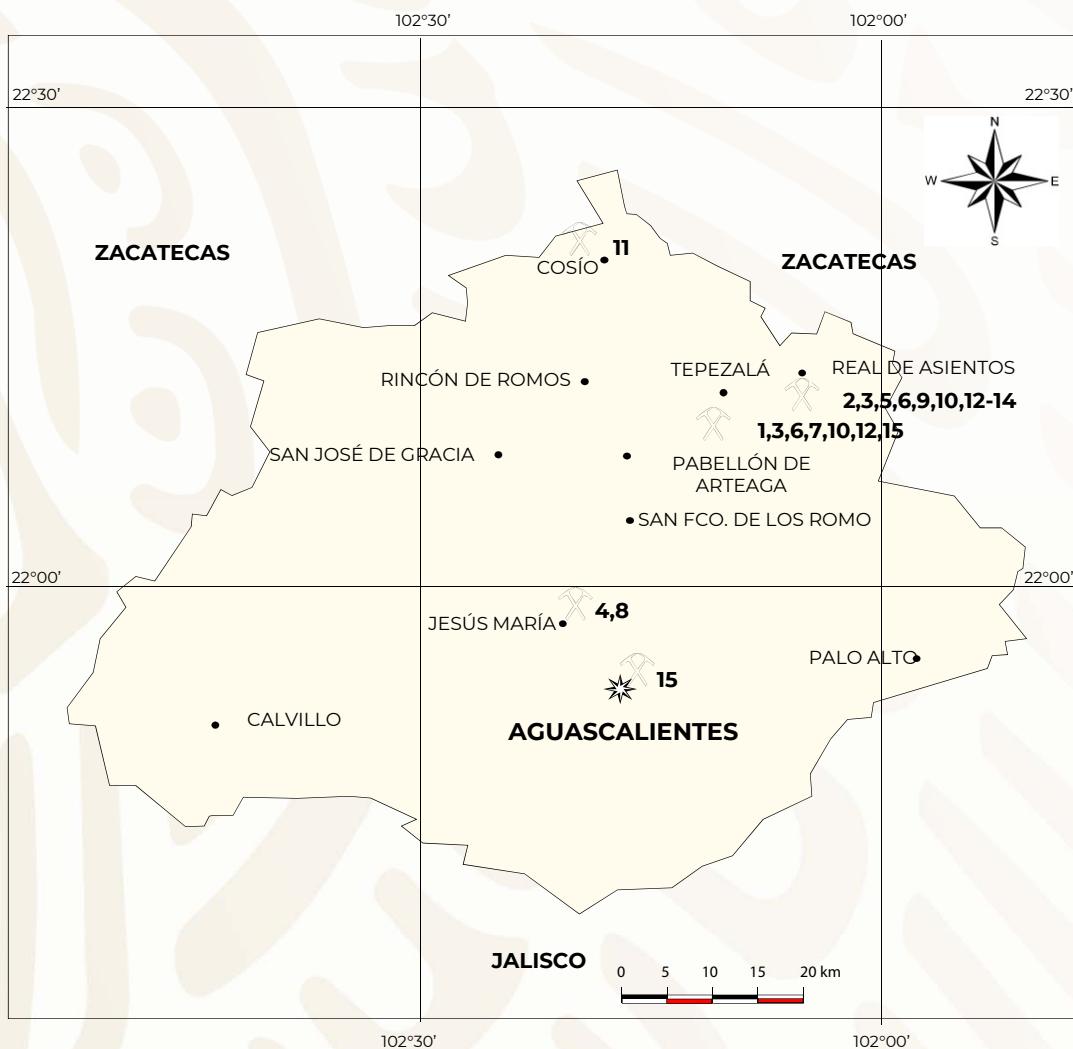 102°30'
102°00'
22°30'
22°30'
N
W
E
S
ZACATECAS
11
COSÍO
ZACATECAS
TEPEZALÁ
REAL DE ASIENTOS
RINCÓN DE ROMOS
2,3,5,6,9,10,12-14
1,3,6,7,10,12,15
SAN JOSÉ DE GRACIA
PABELLÓN DE
ARTEAGA
SAN FCO. DE LOS ROMO
22°00'
22°00'
4,8
JESÚS MARÍA
PALO ALTO
15
CALVILLO
AGUASCALIENTES
JALISCO
0 5 10 15 20 km
102°30'
102°00'